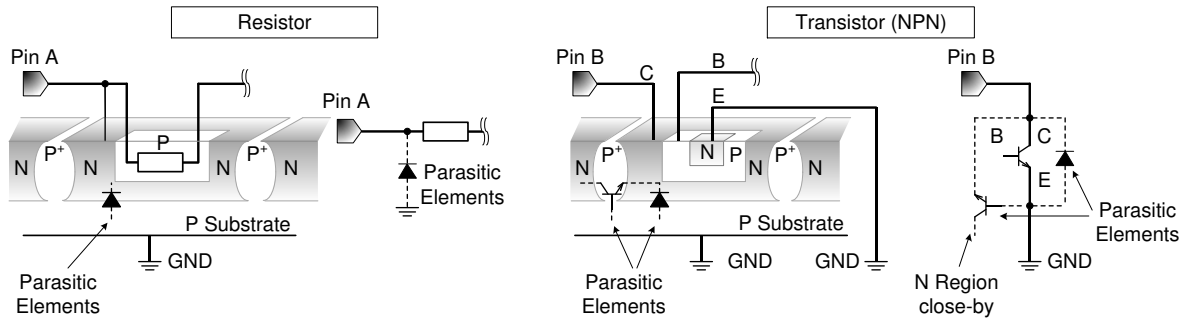 Resistor
Pin A
P
N
P+
N
N
P+
N
Parasitic
Elements
P Substrate
GND
Pin A
Parasitic
Elements
Transistor (NPN)
Pin B
C
B
E
N
P+
N
N
P
N
P+
N
P Substrate
GND
GND
Parasitic
Elements
Pin B
B
C
E
Parasitic
Elements
GND
N Region
close-by